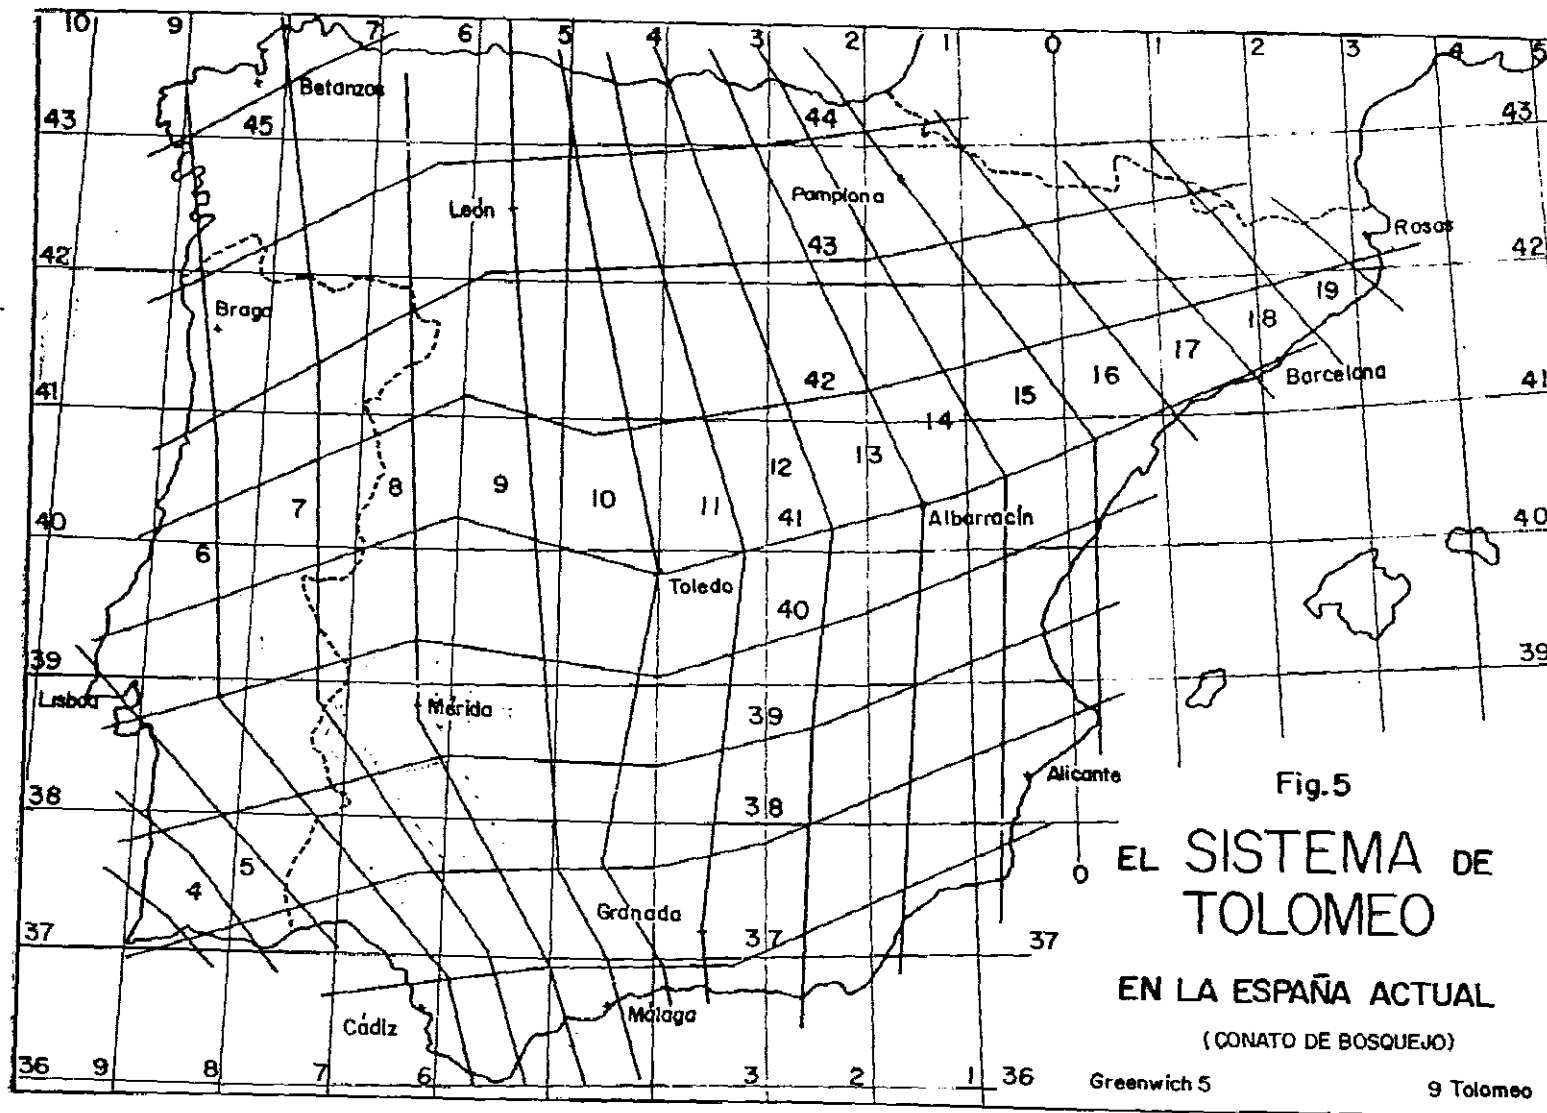 10 9 7 6 5 4 3 2 1 0 1 2 3 4 5
Betanzos
43 45 44 43
Pamplona
León
Rosas
42 43 42
Braga
19
18
17
41 42 16 Barcelona 41
15
14
13
12
9 8 10 11
7
40 41 Albarracín 40
6
Toledo
40
39 39
Lisboa Mérida
39
Alicante
Fig.5
38 38
EL SISTEMA DE
5 0
4
TOLOMEO
Granada
37 37 37
EN LA ESPAÑA ACTUAL
Málaga
Cádiz
(CONATO DE BOSQUEJO)
36 9 8 7 6 3 2 1 36 Greenwich 5 9 Tolomeo